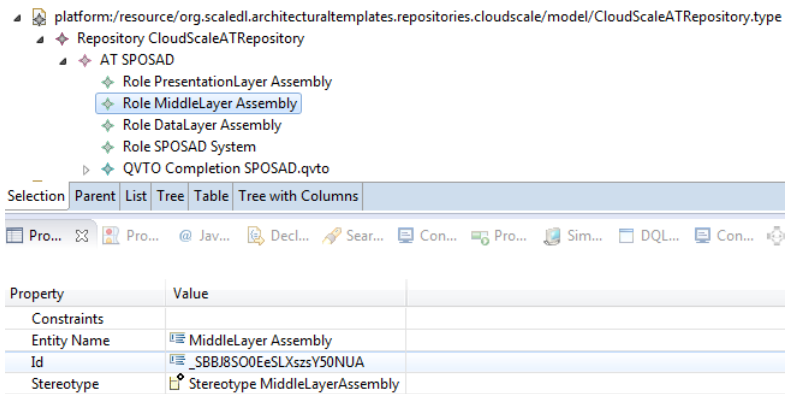 platform:/resource/org.scaledl.architecturaltemplates.repositories.cloudscale/model/CloudScaleATRepository.type
Repository CloudScaleATRepository
AT SPOSAD
Role PresentationLayer Assembly
Role MiddleLayer Assembly
Role DataLayer Assembly
Role SPOSAD System
QVTO Completion SPOSAD.qvto
Selection Parent List Tree Table Tree with Columns
Pro... Pro... @ Jav... Decl... Sear... Con... Pro... Sim... DQL... Con...
Property Value
Constraints
Entity Name MiddleLayer Assembly
Id _SBBJ8SO0EeSLXszsY50NUA
Stereotype Stereotype MiddleLayerAssembly